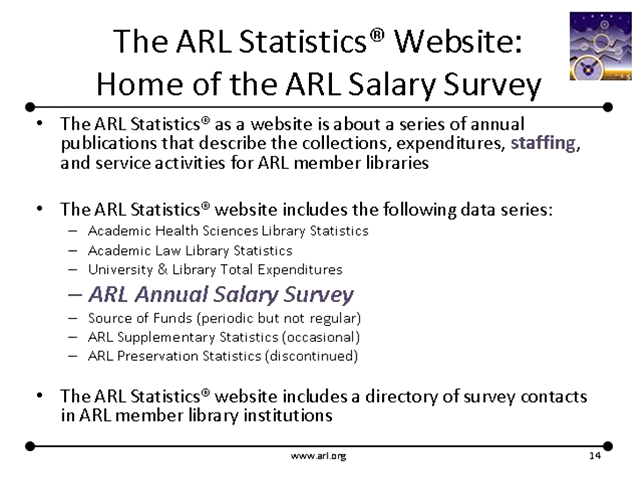 The ARL Statistics® Website:
Home of the ARL Salary Survey
• The ARL Statistics® as a website is about a series of annual
publications that describe the collections, expenditures, staffing,
and service activities for ARL member libraries
• The ARL Statistics® website includes the following data series:
– Academic Health Sciences Library Statistics
– Academic Law Library Statistics
– University & Library Total Expenditures
– ARL Annual Salary Survey
– Source of Funds (periodic but not regular)
– ARL Supplementary Statistics (occasional)
– ARL Preservation Statistics (discontinued)
• The ARL Statistics® website includes a directory of survey contacts
in ARL member library institutions
www.arl.org
14